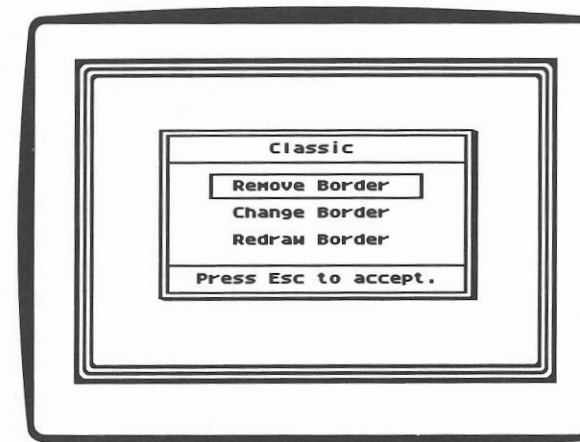 Classic
Remove Border
Change Border
Redraw Border
Press Esc to accept.